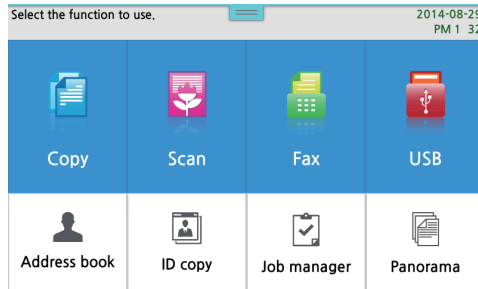 Select the function to use.
2014-08-29
PM 1 32
Copy
Scan
Fax
USB
Address book
ID copy
Job manager
Panorama